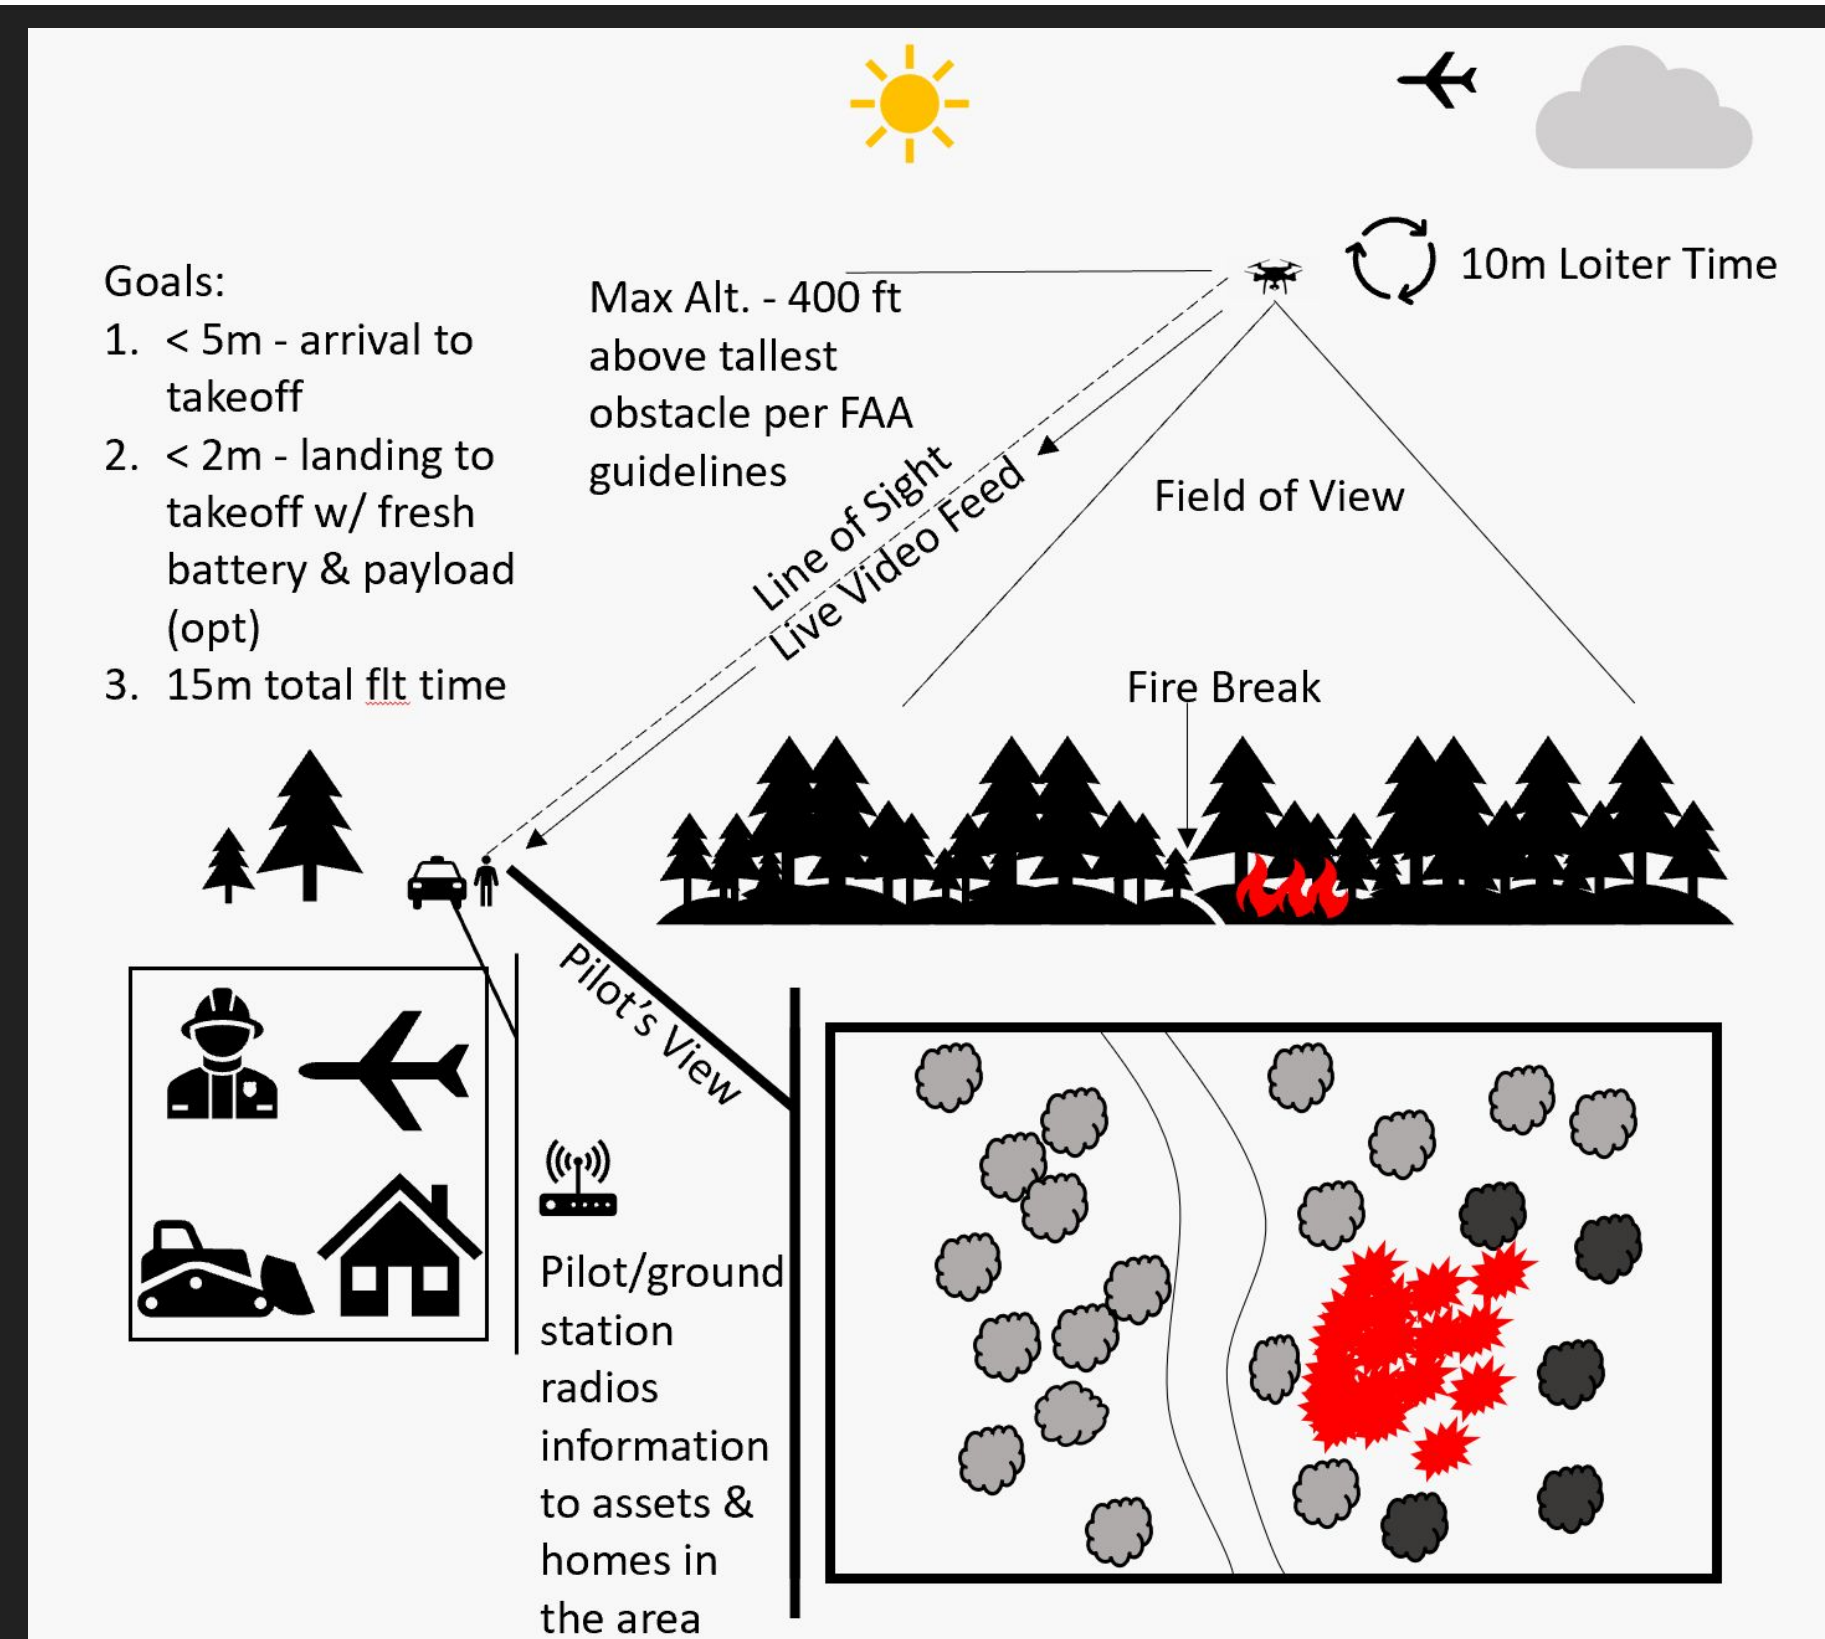 10m Loiter Time
Goals:
1. < 5m - arrival to
takeoff
2. < 2m - landing to
takeoff w/ fresh
battery & payload
(opt)
3. 15m total flt time
Max Alt. - 400 ft
above tallest
obstacle per FAA
guidelines
Line of Sight
Live Video Feed
Field of View
Fire Break
Pilot's View
Pilot/ground
station
radios
information
to assets &
homes in
the area